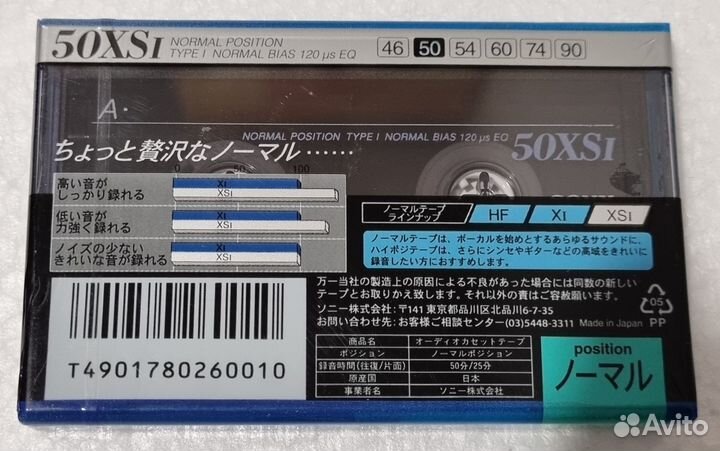 50XSI NORMAL POSITION
TYPE I NORMAL BIAS 120 µs EQ
46 50 54 60 74 90
A・
NORMAL POSITION TYPE I NORMAL BIAS 120 µs EQ 50XSI
ちょっと贅沢なノーマル……
0 50 100
高い音が
しっかり録れる
XI
XSI
低い音が
力強く録れる
XI
XSI
ノイズの少ない
きれいな音が録れる
XI
XSI
ノーマルテープ
ラインナップ
HF XI XSI
ノーマルテープは、ボーカルを始めとするあらゆるサウンドに、
ハイポジテープは、さらにシンセやギターなどの高域をきれいに
録音したい方におすすめします。
万一当社の製造上の原因による不良があった場合には同数の新しい
テープとお取りかえ致します。それ以外の責はご容赦願います。
ソニー株式会社/〒141 東京都品川区北品川6-7-35
お問い合わせ先:お客様ご相談センター(03)5448-3311 Made in Japan
05
PP
T4901780260010
商品名 オーディオカセットテープ
ポジション ノーマルポジション
録音時間(往復/片面) 50分/25分
原産国 日本
事業者名 ソニー株式会社
position
ノーマル
Avito